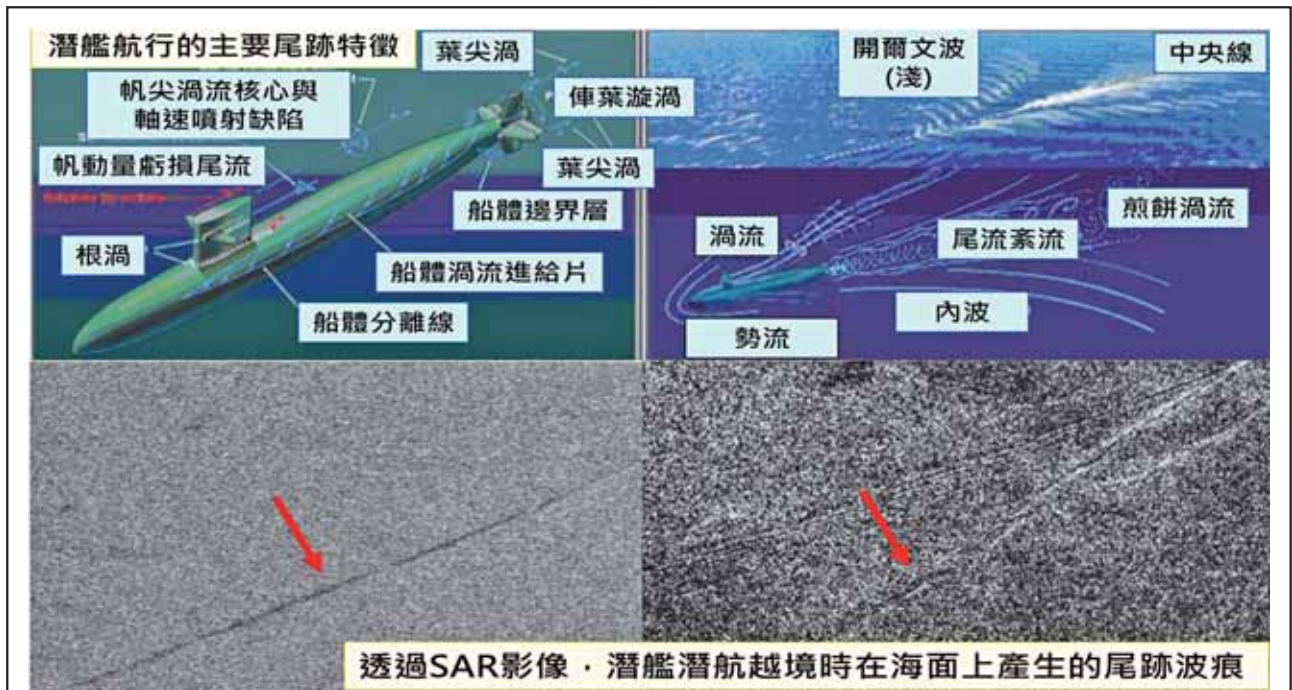 潛艦航行的主要尾跡特徵
葉尖渦
帆尖渦流核心與
軸速噴射缺陷
俥葉漩渦
帆動量虧損尾流
葉尖渦
船體邊界層
根渦
船體渦流進給片
船體分離線
開爾文波
(淺)
中央線
煎餅渦流
渦流
尾流紊流
內波
勢流
透過SAR影像，潛艦潛航越境時在海面上產生的尾跡波痕